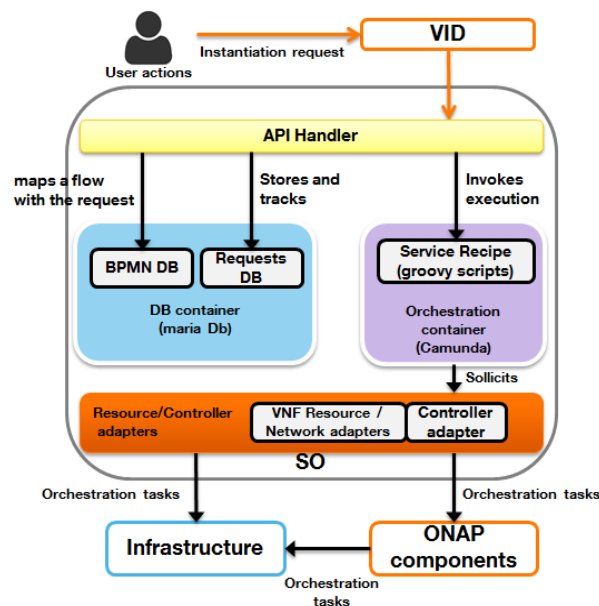 VID
Instantiation request
User actions
API Handler
maps a flow
with the request
Stores and
tracks
Invokes
execution
BPMN DB
Requests
DB
Service Recipe
(groovy scripts)
DB container
(maria Db)
Orchestration
container
(Camunda)
Sollicits
Resource/Controller
adapters
VNF Resource /
Network adapters
Controller
adapter
SO
Orchestration tasks
Orchestration tasks
Infrastructure
ONAP
components
Orchestration
tasks